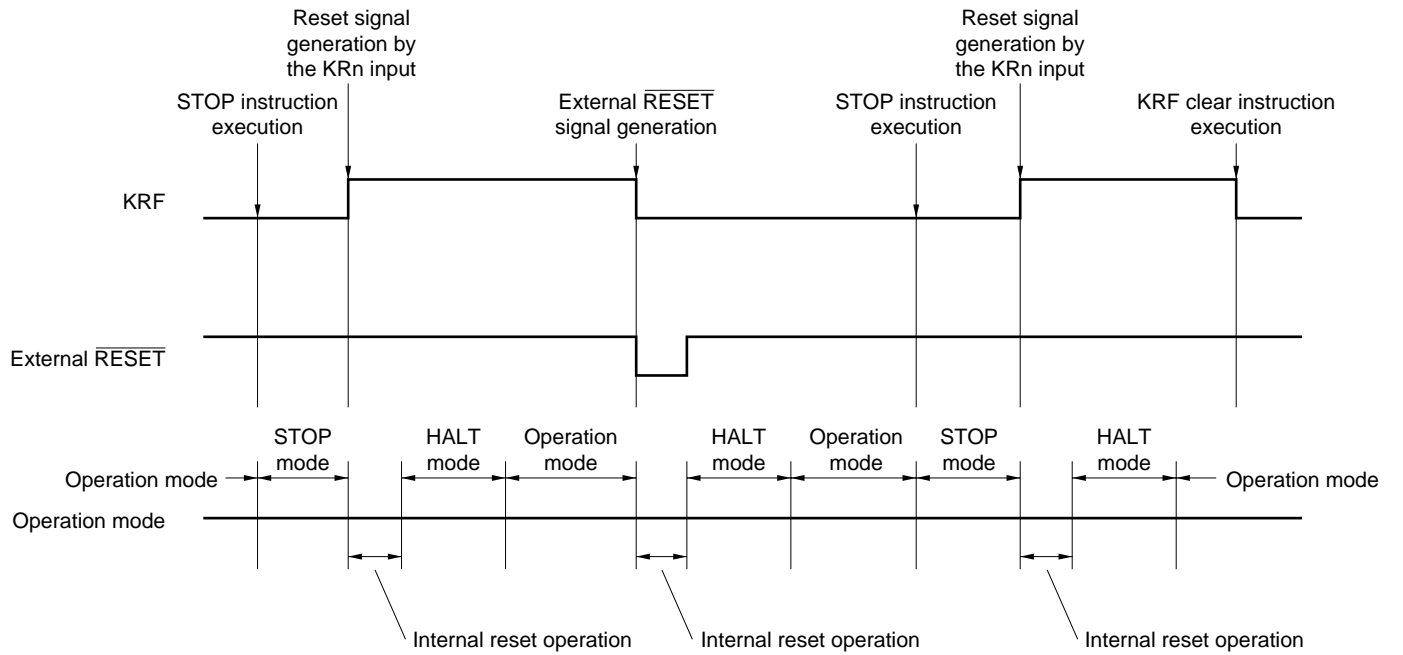 Reset signal
generation by
the KRn input
Reset signal
generation by
the KRn input
STOP instruction
execution
External RESET
signal generation
STOP instruction
execution
KRF clear instruction
execution
KRF
External RESET
STOP
mode
HALT
mode
Operation
mode
HALT
mode
Operation
mode
STOP
mode
HALT
mode
Operation mode
Operation mode
Operation mode
Internal reset operation
Internal reset operation
Internal reset operation